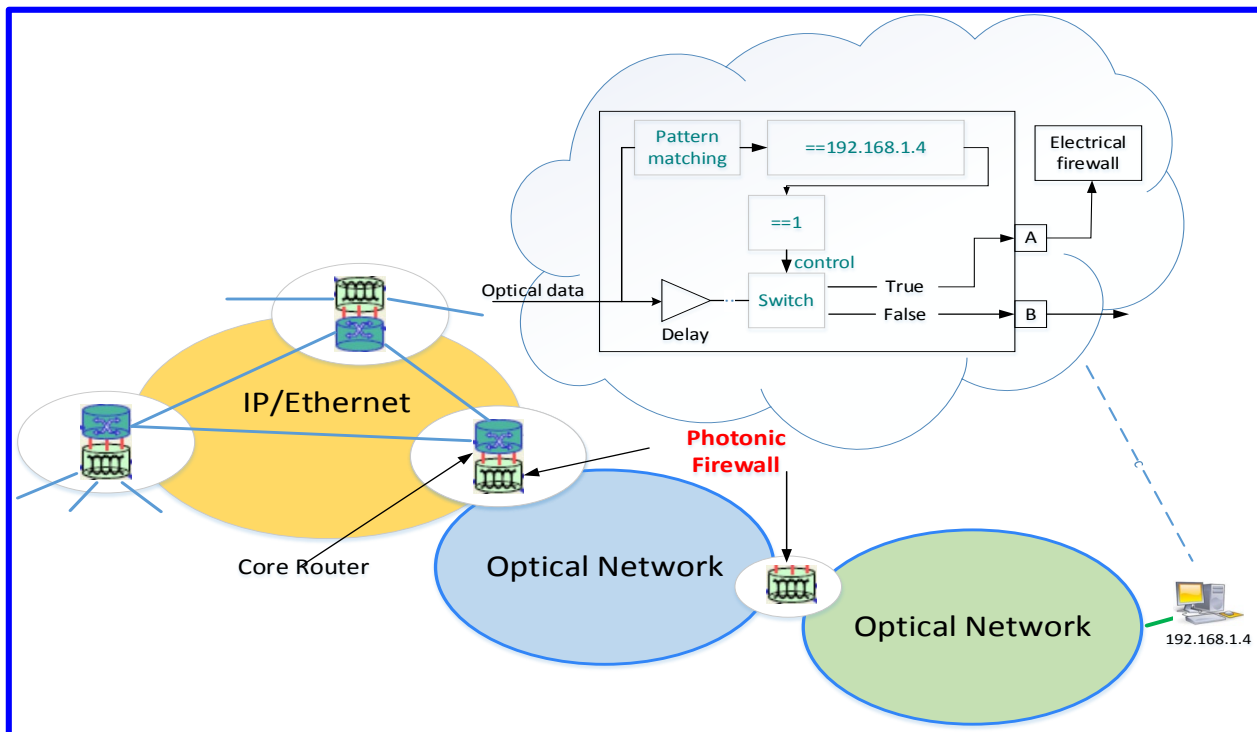 Pattern
matching
==192.168.1.4
Electrical
firewall
==1
A
control
Optical data
True
Switch
False
B
Delay
IP/Ethernet
Photonic
Firewall
Core Router
Optical Network
Optical Network
192.168.1.4